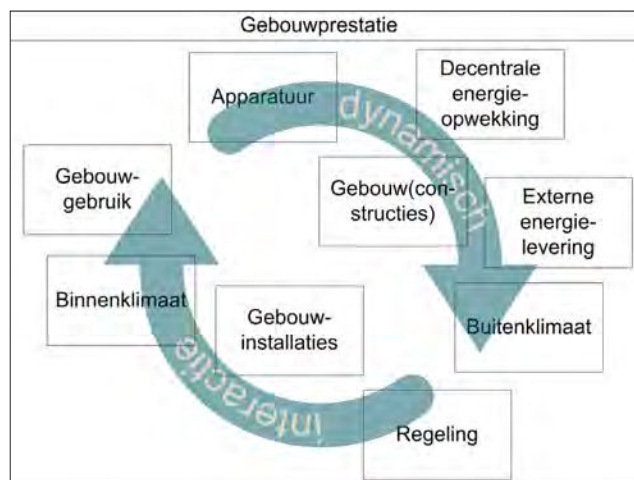 Gebouwprestatie
Apparatuur
Decentrale
energie-
opwekking
dynamisch
Gebouw-
gebruik
Gebouw(con-
structies)
Externe
energie-
levering
Binnenklimaat
Gebouw-
installaties
Buitenklimaat
interactie
Regeling